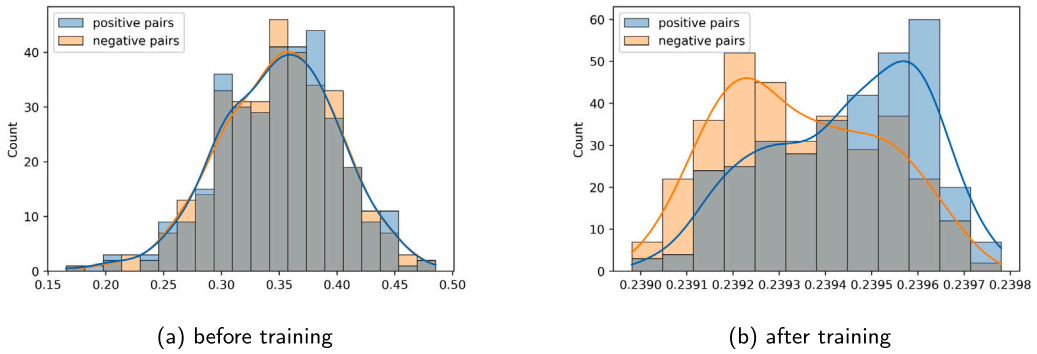 positive pairs
negative pairs
Count
40
30
20
10
0
0.15 0.20 0.25 0.30 0.35 0.40 0.45 0.50
(a) before training
positive pairs
negative pairs
Count
60
50
40
30
20
10
0
0.2390 0.2391 0.2392 0.2393 0.2394 0.2395 0.2396 0.2397 0.2398
(b) after training